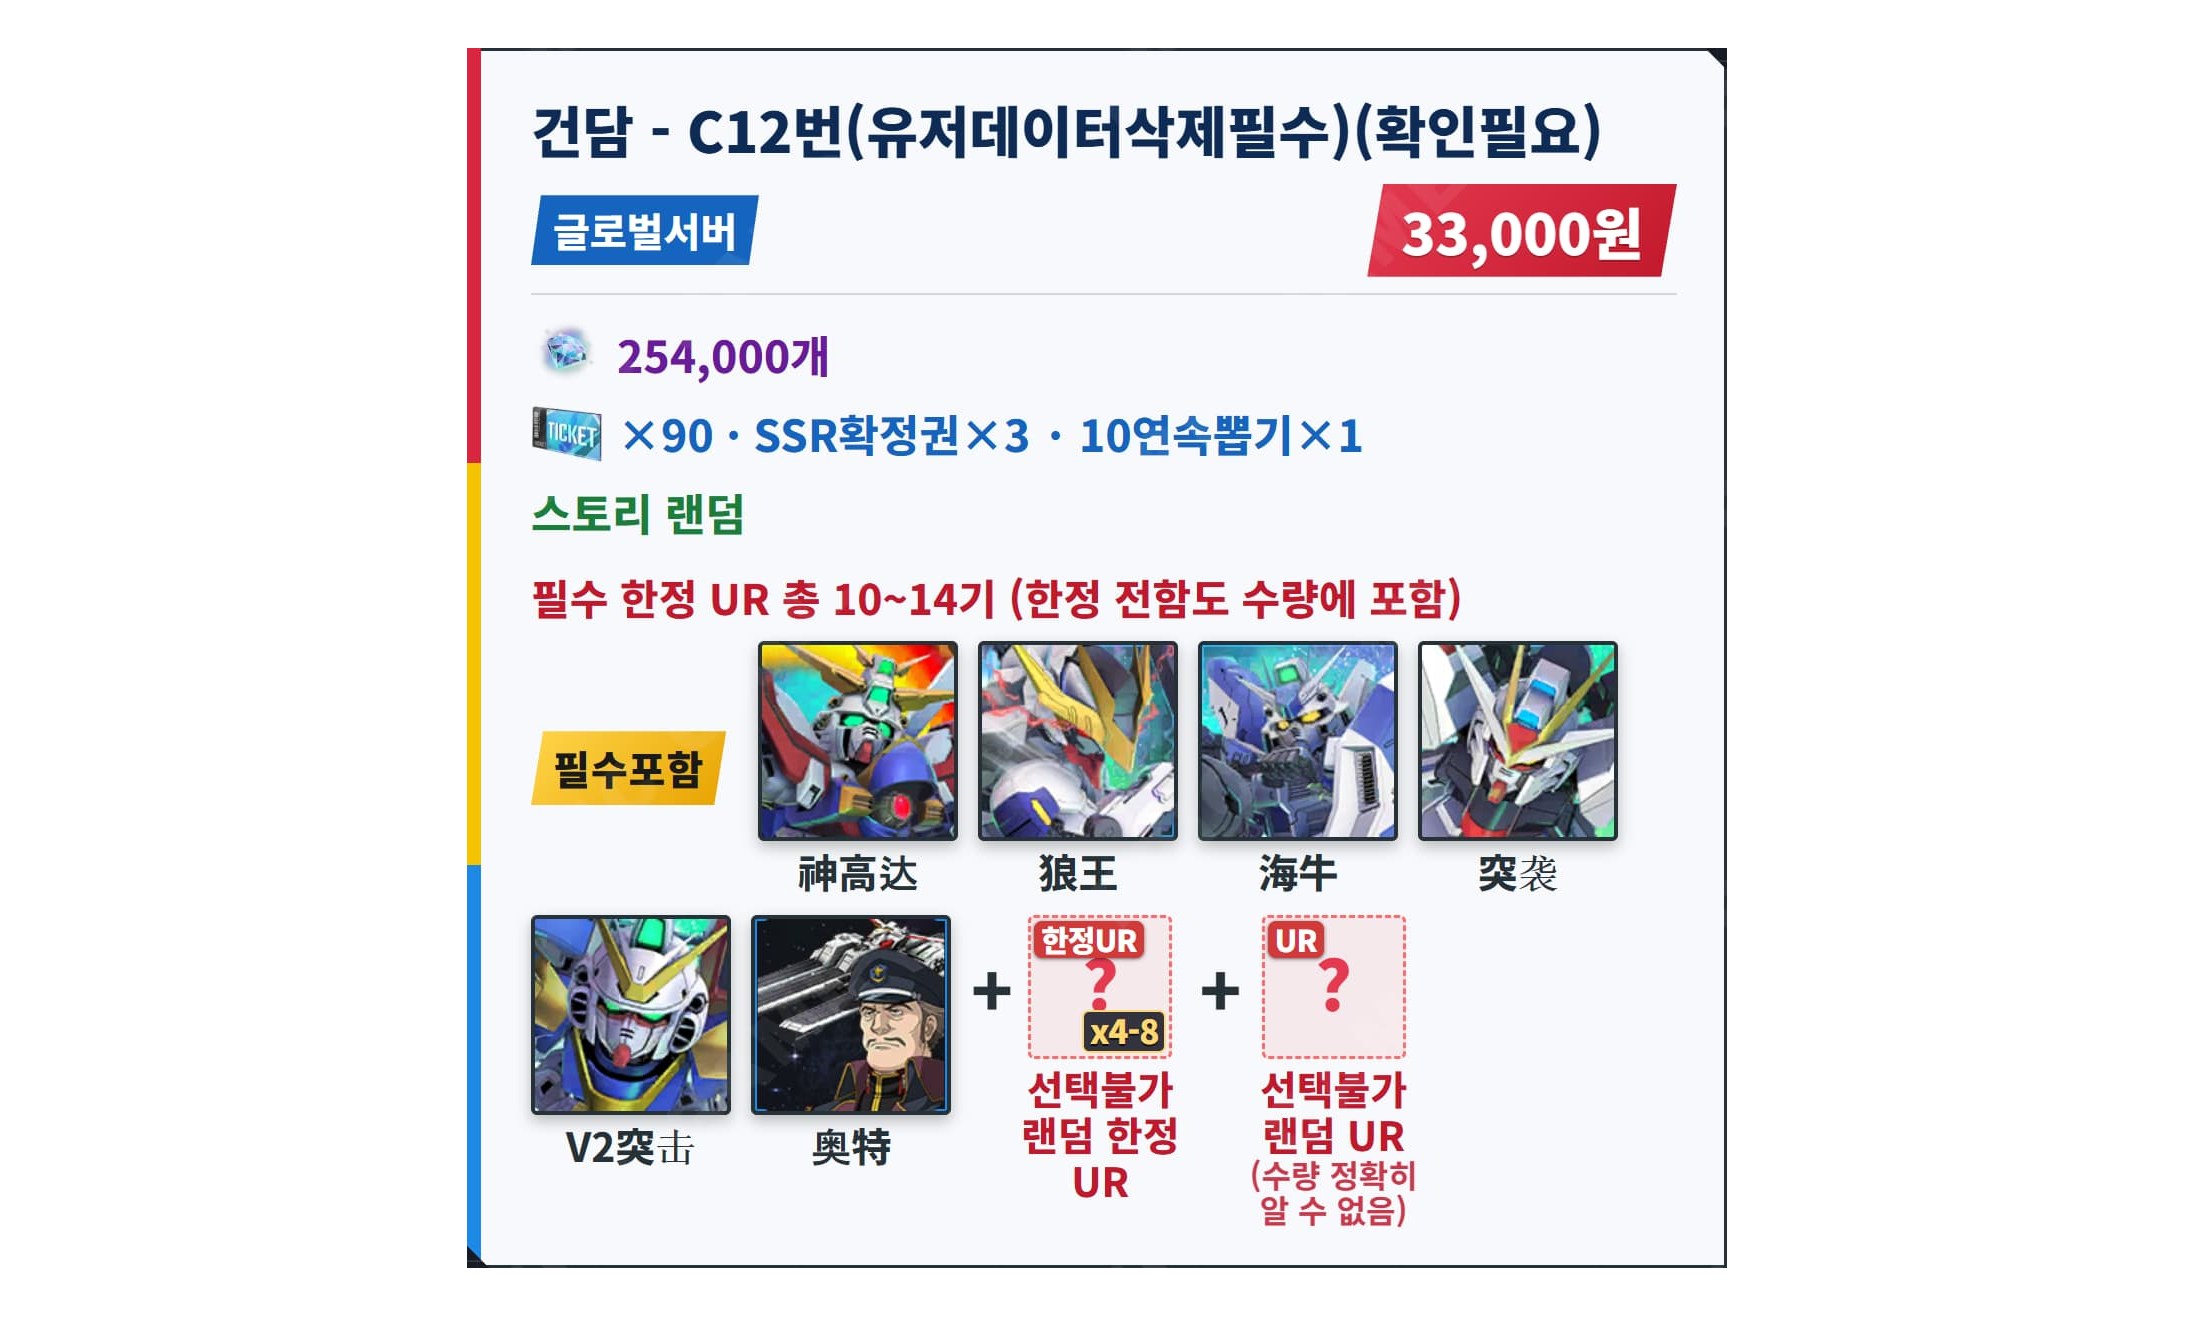 건담 - C12번(유저데이터삭제필수)(확인필요)
글로벌서버
33,000원
254,000개
TICKET ×90 · SSR확정권×3 · 10연속뽑기×1
스토리 랜덤
필수 한정 UR 총 10~14기 (한정 전함도 수량에 포함)
필수포함
神高达
狼王
海牛
突袭
V2突击
奥特
+
한정UR
?
x4-8
선택불가
랜덤 한정
UR
+
UR
?
선택불가
랜덤 UR
(수량 정확히
알 수 없음)